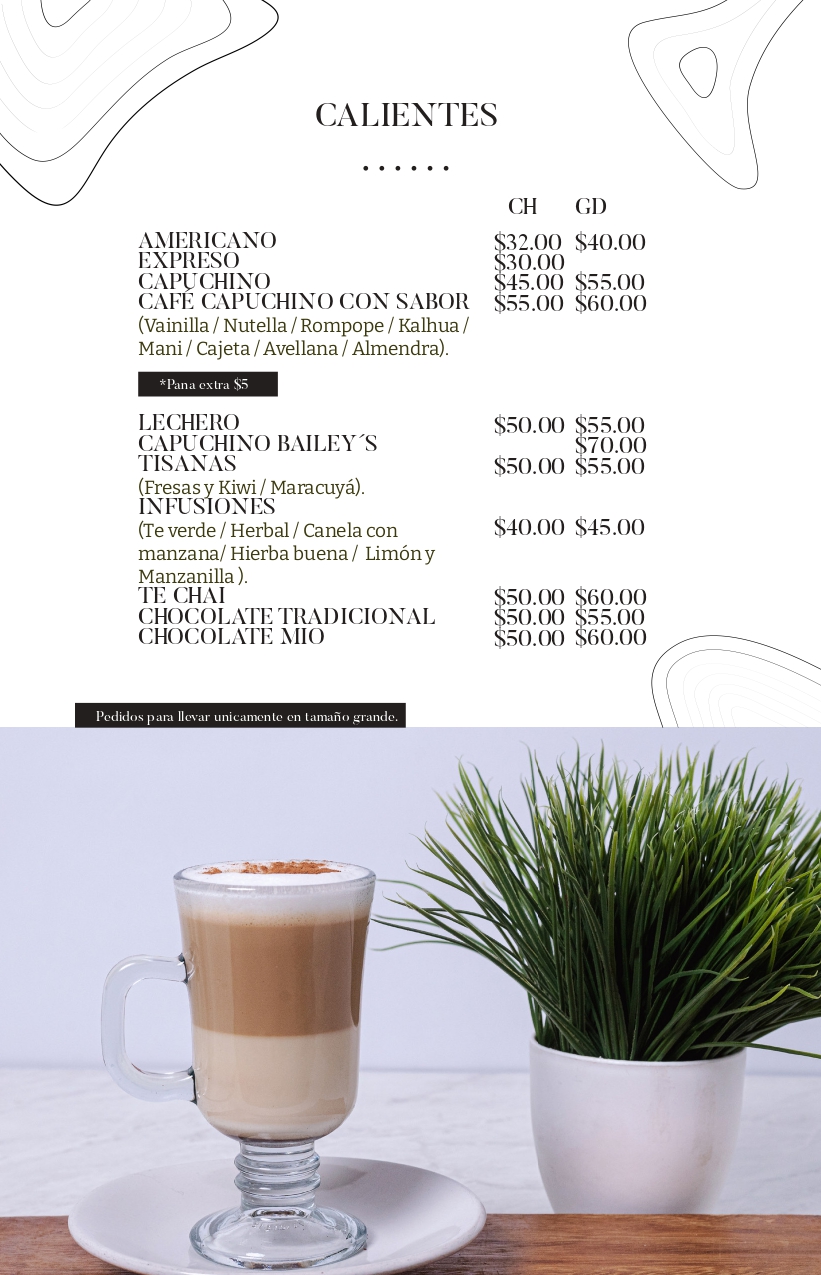 CALIENTES
CH GD
AMERICANO $32.00 $40.00
EXPRESO $30.00
CAPUCHINO $45.00 $55.00
CAFÉ CAPUCHINO CON SABOR $55.00 $60.00
(Vainilla / Nutella / Rompope / Kalhua /
Mani / Cajeta / Avellana / Almendra).
*Pana extra $5
LECHERO $50.00 $55.00
CAPUCHINO BAILEY´S $70.00
TISANAS $50.00 $55.00
(Fresas y Kiwi / Maracuyá).
INFUSIONES
(Te verde / Herbal / Canela con $40.00 $45.00
manzana/ Hierba buena / Limón y
Manzanilla ).
TE CHAI $50.00 $60.00
CHOCOLATE TRADICIONAL $50.00 $55.00
CHOCOLATE MIO $50.00 $60.00
Pedidos para llevar unicamente en tamaño grande.